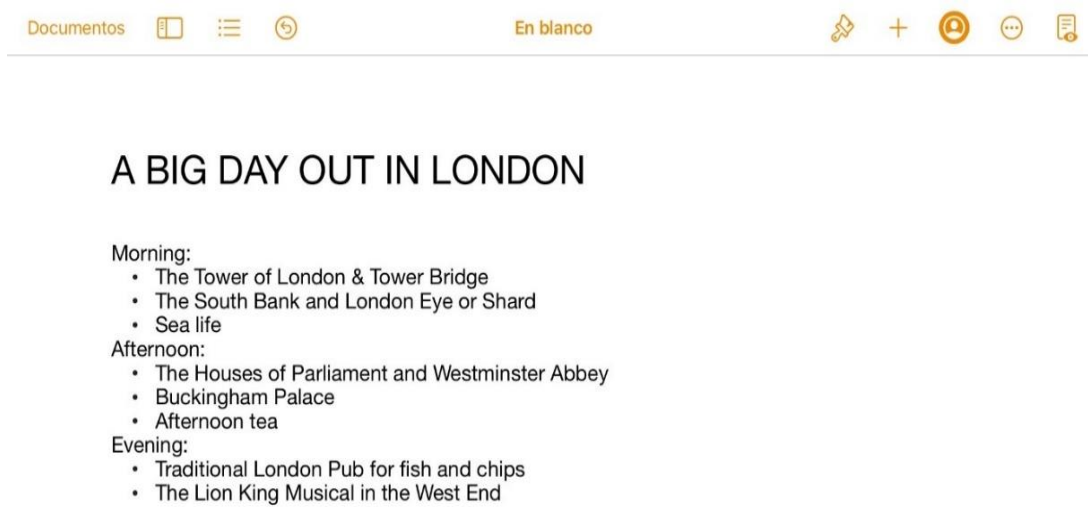 Documentos
En blanco
A BIG DAY OUT IN LONDON
Morning:
• The Tower of London & Tower Bridge
• The South Bank and London Eye or Shard
• Sea life
Afternoon:
• The Houses of Parliament and Westminster Abbey
• Buckingham Palace
• Afternoon tea
Evening:
• Traditional London Pub for fish and chips
• The Lion King Musical in the West End